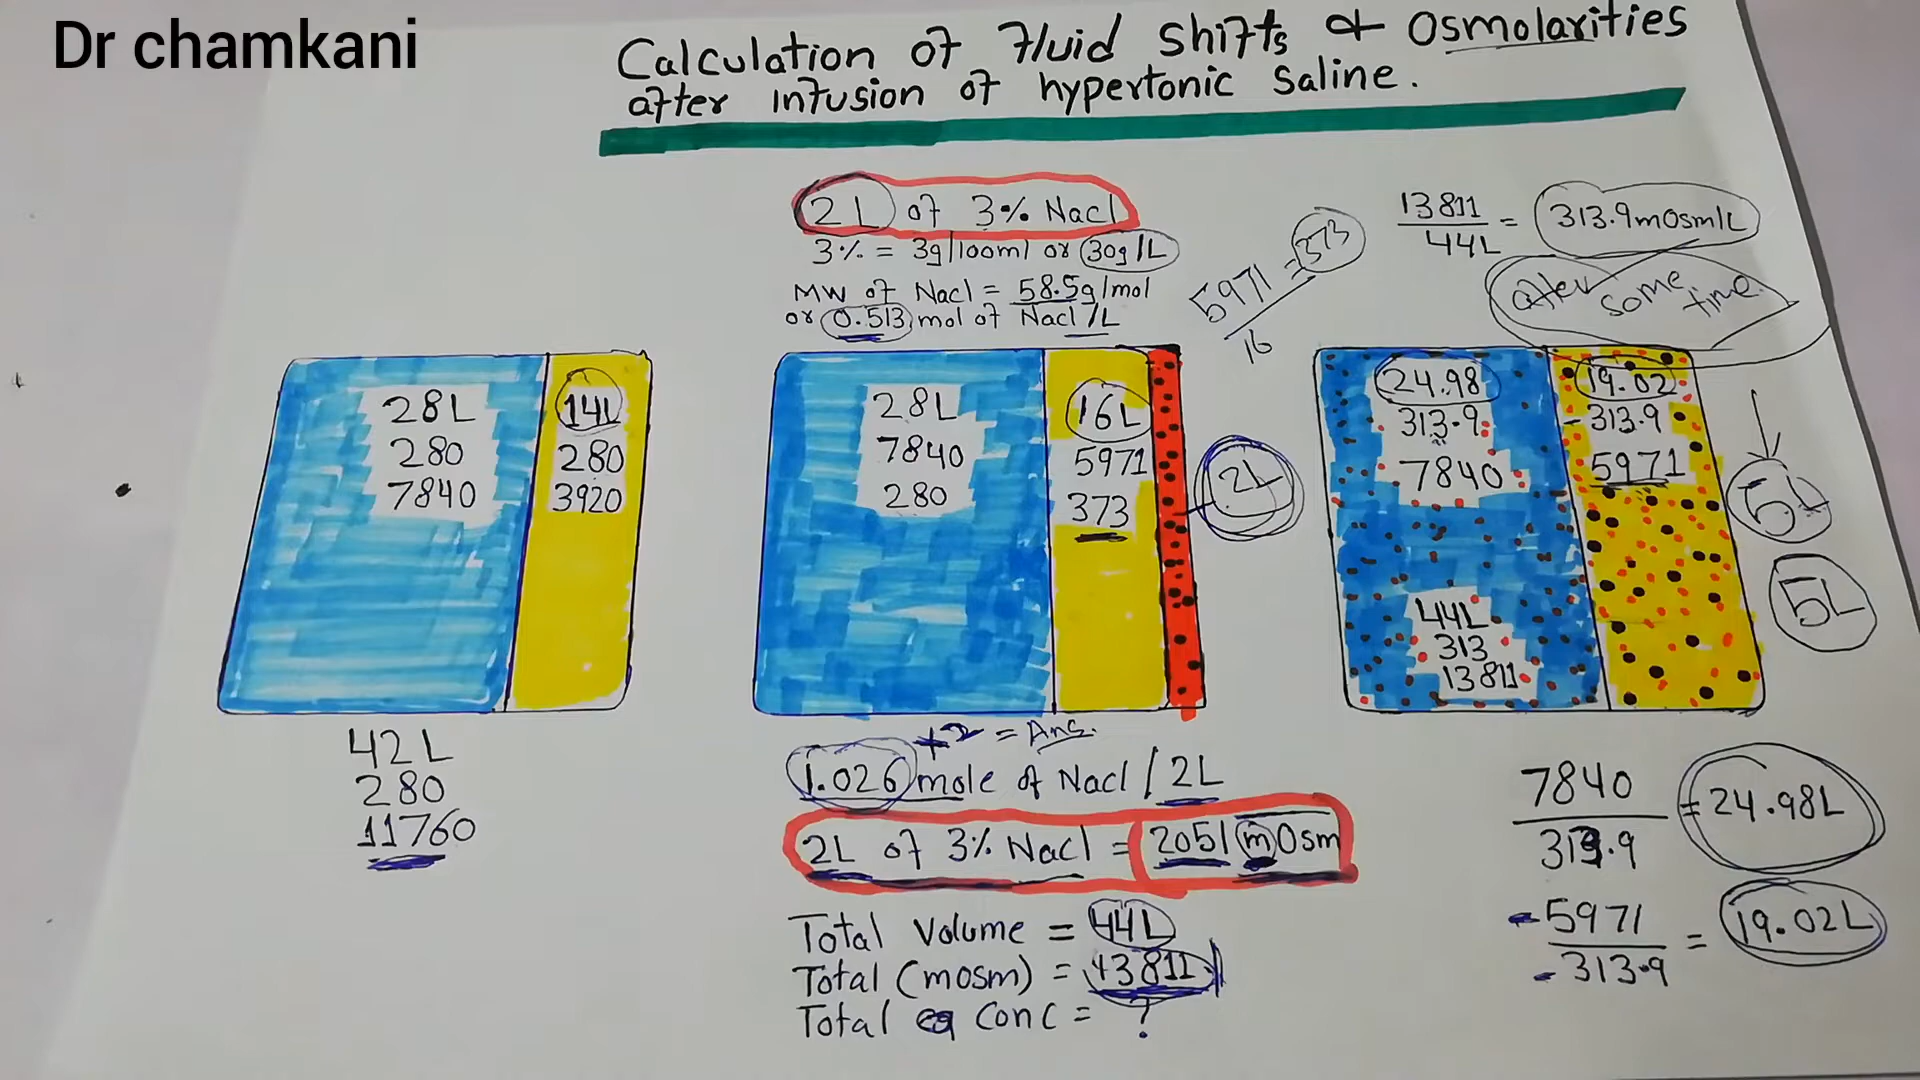 Dr chamkani
Calculation of Fluid Shifts & Osmolarities
after infusion of hypertonic Saline.
2L of 3% Nacl
3% = 3g/100ml or 30g/L
MW of Nacl = 58.5g/mol
or 0.513 mol of Nacl/L
5971
16
= 373
13811
44L
= 313.9mOsm/L
after some time
28L
280
7840
14L
280
3920
42L
280
11760
28L
7840
280
16L
5971
373
2L
24.98
313.9
7840
19.02
313.9
5971
44L
313
13811
5L
5L
+2 = Ans.
1.026 mole of Nacl / 2L
2L of 3% Nacl = 2051 mOsm
Total Volume = 44L
Total (mosm) = 13811
Total Conc = ?
7840
313.9
= 24.98L
5971
313.9
= 19.02L